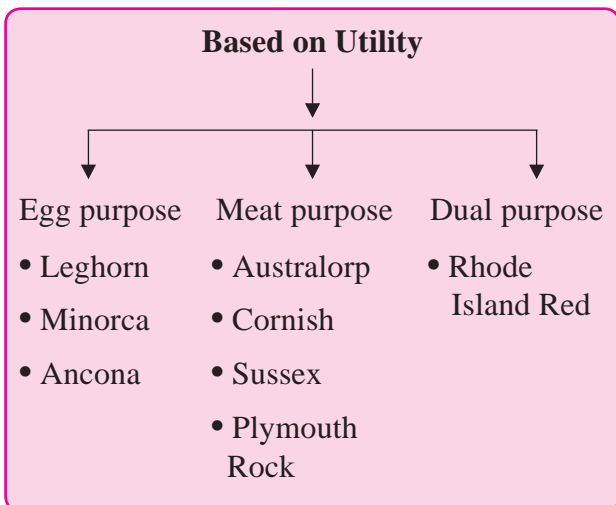 Based on Utility
Egg purpose
• Leghorn
• Minorca
• Ancona
Meat purpose
• Australorp
• Cornish
• Sussex
• Plymouth
Rock
Dual purpose
• Rhode
Island Red